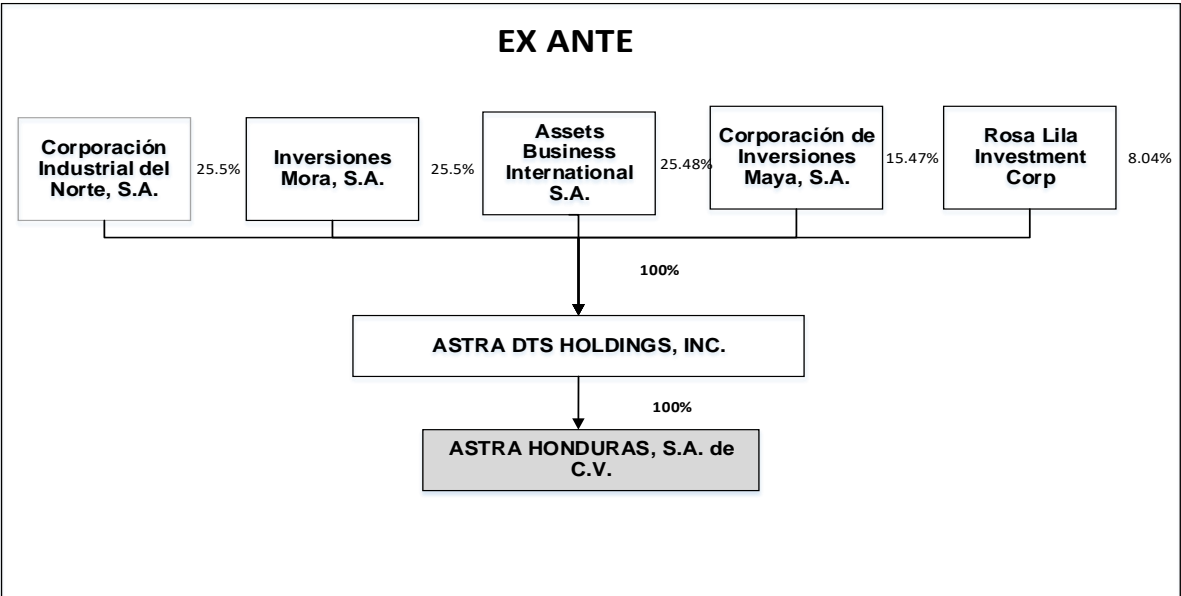 EX ANTE
Corporación
Industrial del
Norte, S.A.
25.5%
Inversiones
Mora, S.A.
25.5%
Assets
Business
International
S.A.
25.48%
Corporación de
Inversiones
Maya, S.A.
15.47%
Rosa Lila
Investment
Corp
8.04%
100%
ASTRA DTS HOLDINGS, INC.
100%
ASTRA HONDURAS, S.A. de
C.V.